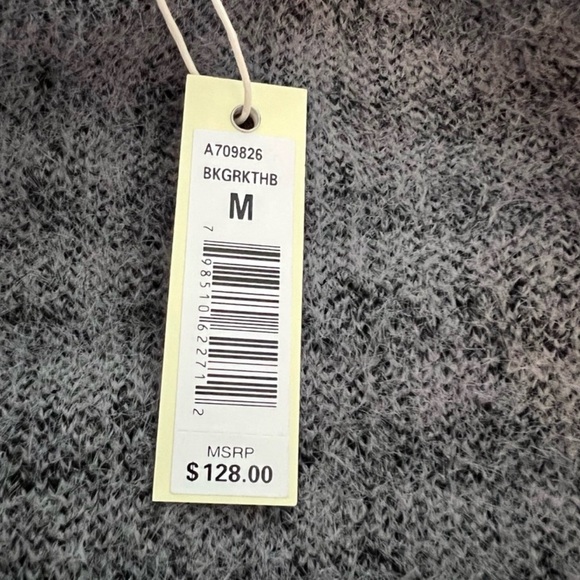 A709826
BKGRKTHB
M
7 98510 62271 2
MSRP
$128.00